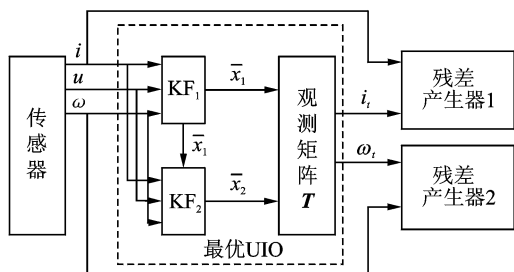 传感器
i
u
ω
KF₁
x̄₁
x̄₁
KF₂
x̄₂
观测矩阵T
最优UIO
iₜ
ωₜ
残差
产生器1
残差
产生器2